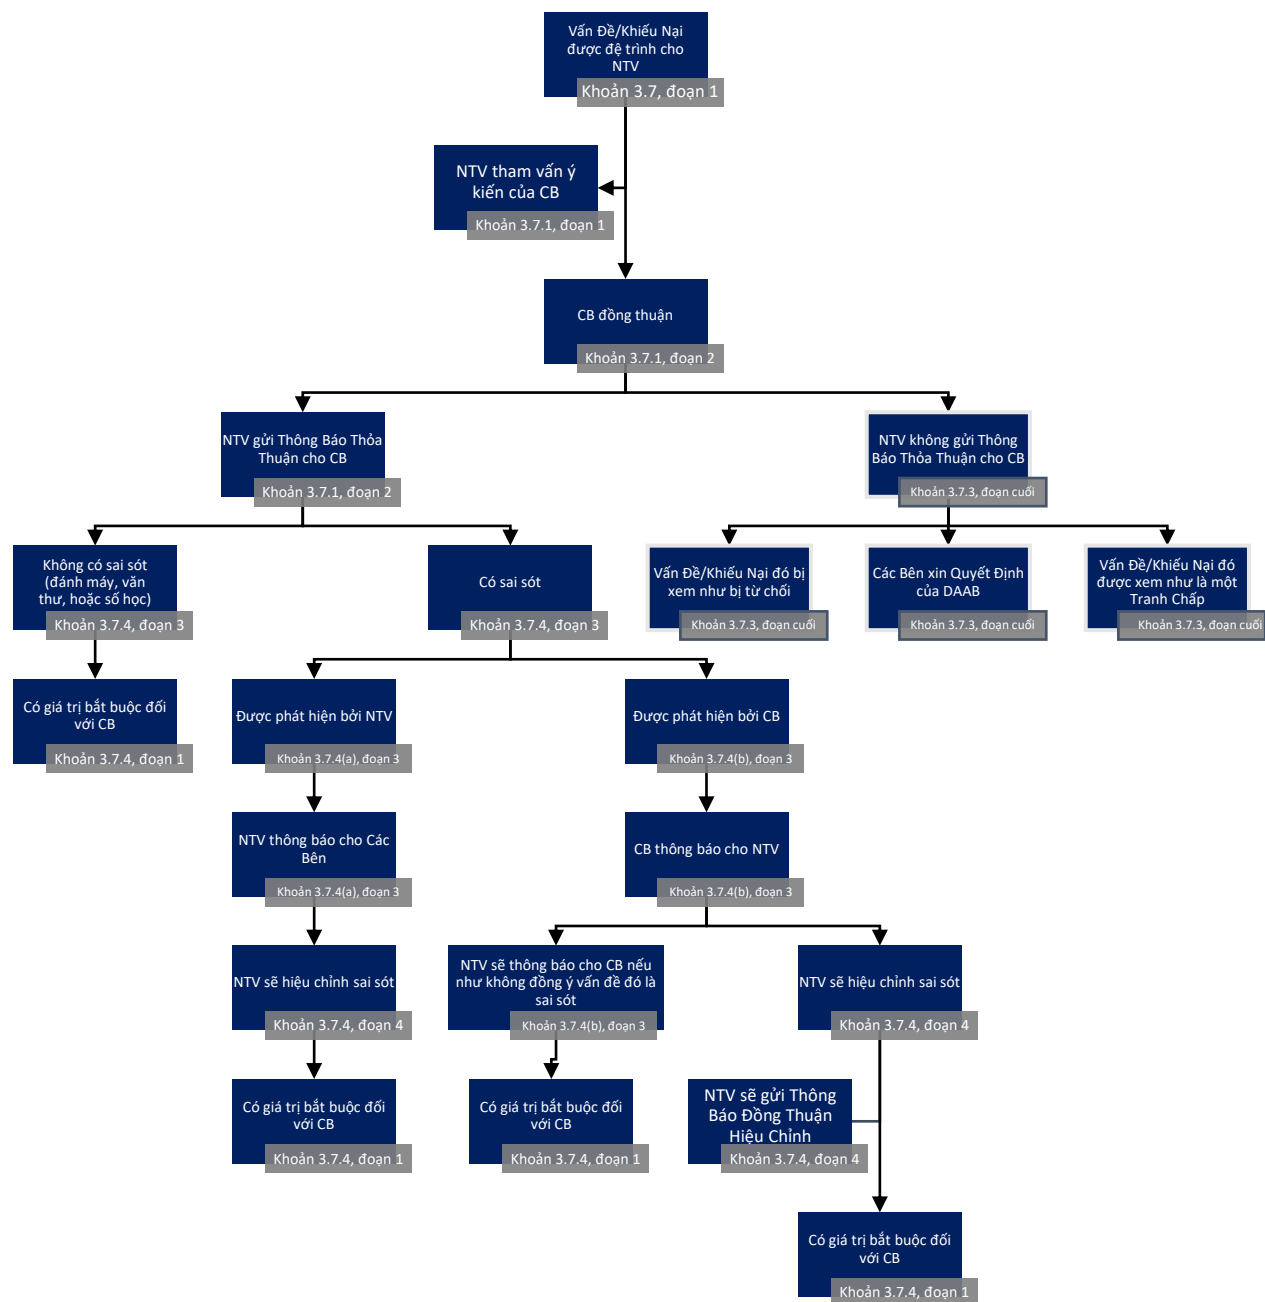 Vấn Đề/Khiếu Nại
được đệ trình cho
NTV
Khoản 3.7, đoạn 1
NTV tham vấn ý
kiến của CB
Khoản 3.7.1, đoạn 1
CB đồng thuận
Khoản 3.7.1, đoạn 2
NTV gửi Thông Báo Thỏa
Thuận cho CB
Khoản 3.7.1, đoạn 2
NTV không gửi Thông
Báo Thỏa Thuận cho CB
Khoản 3.7.3, đoạn cuối
Không có sai sót
(đánh máy, văn
thư, hoặc số học)
Khoản 3.7.4, đoạn 3
Có sai sót
Khoản 3.7.4, đoạn 3
Vấn Đề/Khiếu Nại đó bị
xem như bị từ chối
Khoản 3.7.3, đoạn cuối
Các Bên xin Quyết Định
của DAAB
Khoản 3.7.3, đoạn cuối
Vấn Đề/Khiếu Nại đó
được xem như là một
Tranh Chấp
Khoản 3.7.3, đoạn cuối
Có giá trị bắt buộc đối
với CB
Khoản 3.7.4, đoạn 1
Được phát hiện bởi NTV
Khoản 3.7.4(a), đoạn 3
Được phát hiện bởi CB
Khoản 3.7.4(b), đoạn 3
NTV thông báo cho Các
Bên
Khoản 3.7.4(a), đoạn 3
CB thông báo cho NTV
Khoản 3.7.4(b), đoạn 3
NTV sẽ hiệu chỉnh sai sót
Khoản 3.7.4, đoạn 4
NTV sẽ thông báo cho CB nếu
như không đồng ý vấn đề đó là
sai sót
Khoản 3.7.4(b), đoạn 3
NTV sẽ hiệu chỉnh sai sót
Khoản 3.7.4, đoạn 4
Có giá trị bắt buộc đối
với CB
Khoản 3.7.4, đoạn 1
Có giá trị bắt buộc đối
với CB
Khoản 3.7.4, đoạn 1
NTV sẽ gửi Thông
Báo Đồng Thuận
Hiệu Chỉnh
Khoản 3.7.4, đoạn 4
Có giá trị bắt buộc đối
với CB
Khoản 3.7.4, đoạn 1